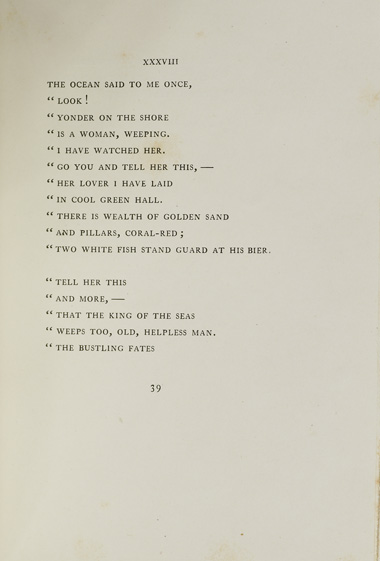 XXXVIII
THE OCEAN SAID TO ME ONCE,
“ LOOK !
“ YONDER ON THE SHORE
“ IS A WOMAN, WEEPING.
“ I HAVE WATCHED HER.
“ GO YOU AND TELL HER THIS, —
“ HER LOVER I HAVE LAID
“ IN COOL GREEN HALL.
“ THERE IS WEALTH OF GOLDEN SAND
“ AND PILLARS, CORAL-RED ;
“ TWO WHITE FISH STAND GUARD AT HIS BIER.
“ TELL HER THIS
“ AND MORE, —
“ THAT THE KING OF THE SEAS
“ WEEPS TOO, OLD, HELPLESS MAN.
“ THE BUSTLING FATES
39